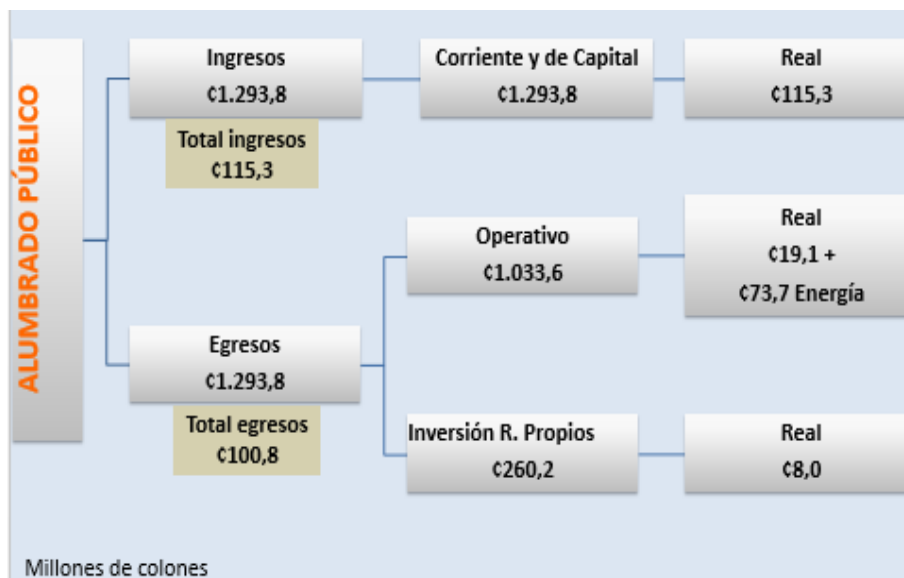 ALUMBRADO PÚBLICO
Ingresos
¢1.293,8
Total ingresos
¢115,3
Corriente y de Capital
¢1.293,8
Real
¢115,3
Egresos
¢1.293,8
Total egresos
¢100,8
Operativo
¢1.033,6
Real
¢19,1 +
¢73,7 Energía
Inversión R. Propios
¢260,2
Real
¢8,0
Millones de colones